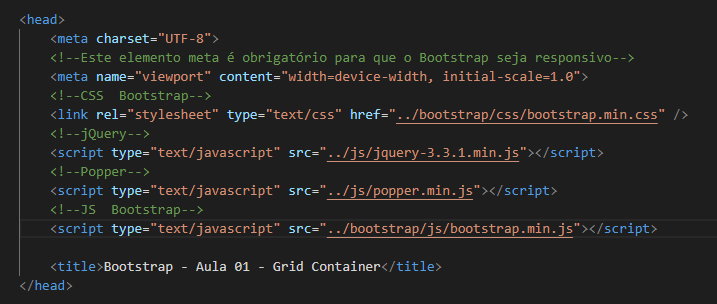 <head>
<meta charset="UTF-8">
<!--Este elemento meta é obrigatório para que o Bootstrap seja responsivo-->
<meta name="viewport" content="width=device-width, initial-scale=1.0">
<!--CSS  Bootstrap-->
<link rel="stylesheet" type="text/css" href="../bootstrap/css/bootstrap.min.css" />
<!--jQuery-->
<script type="text/javascript" src="../js/jquery-3.3.1.min.js"></script>
<!--Popper-->
<script type="text/javascript" src="../js/popper.min.js"></script>
<!--JS  Bootstrap-->
<script type="text/javascript" src="../bootstrap/js/bootstrap.min.js"></script>
<title>Bootstrap - Aula 01 - Grid Container</title>
</head>